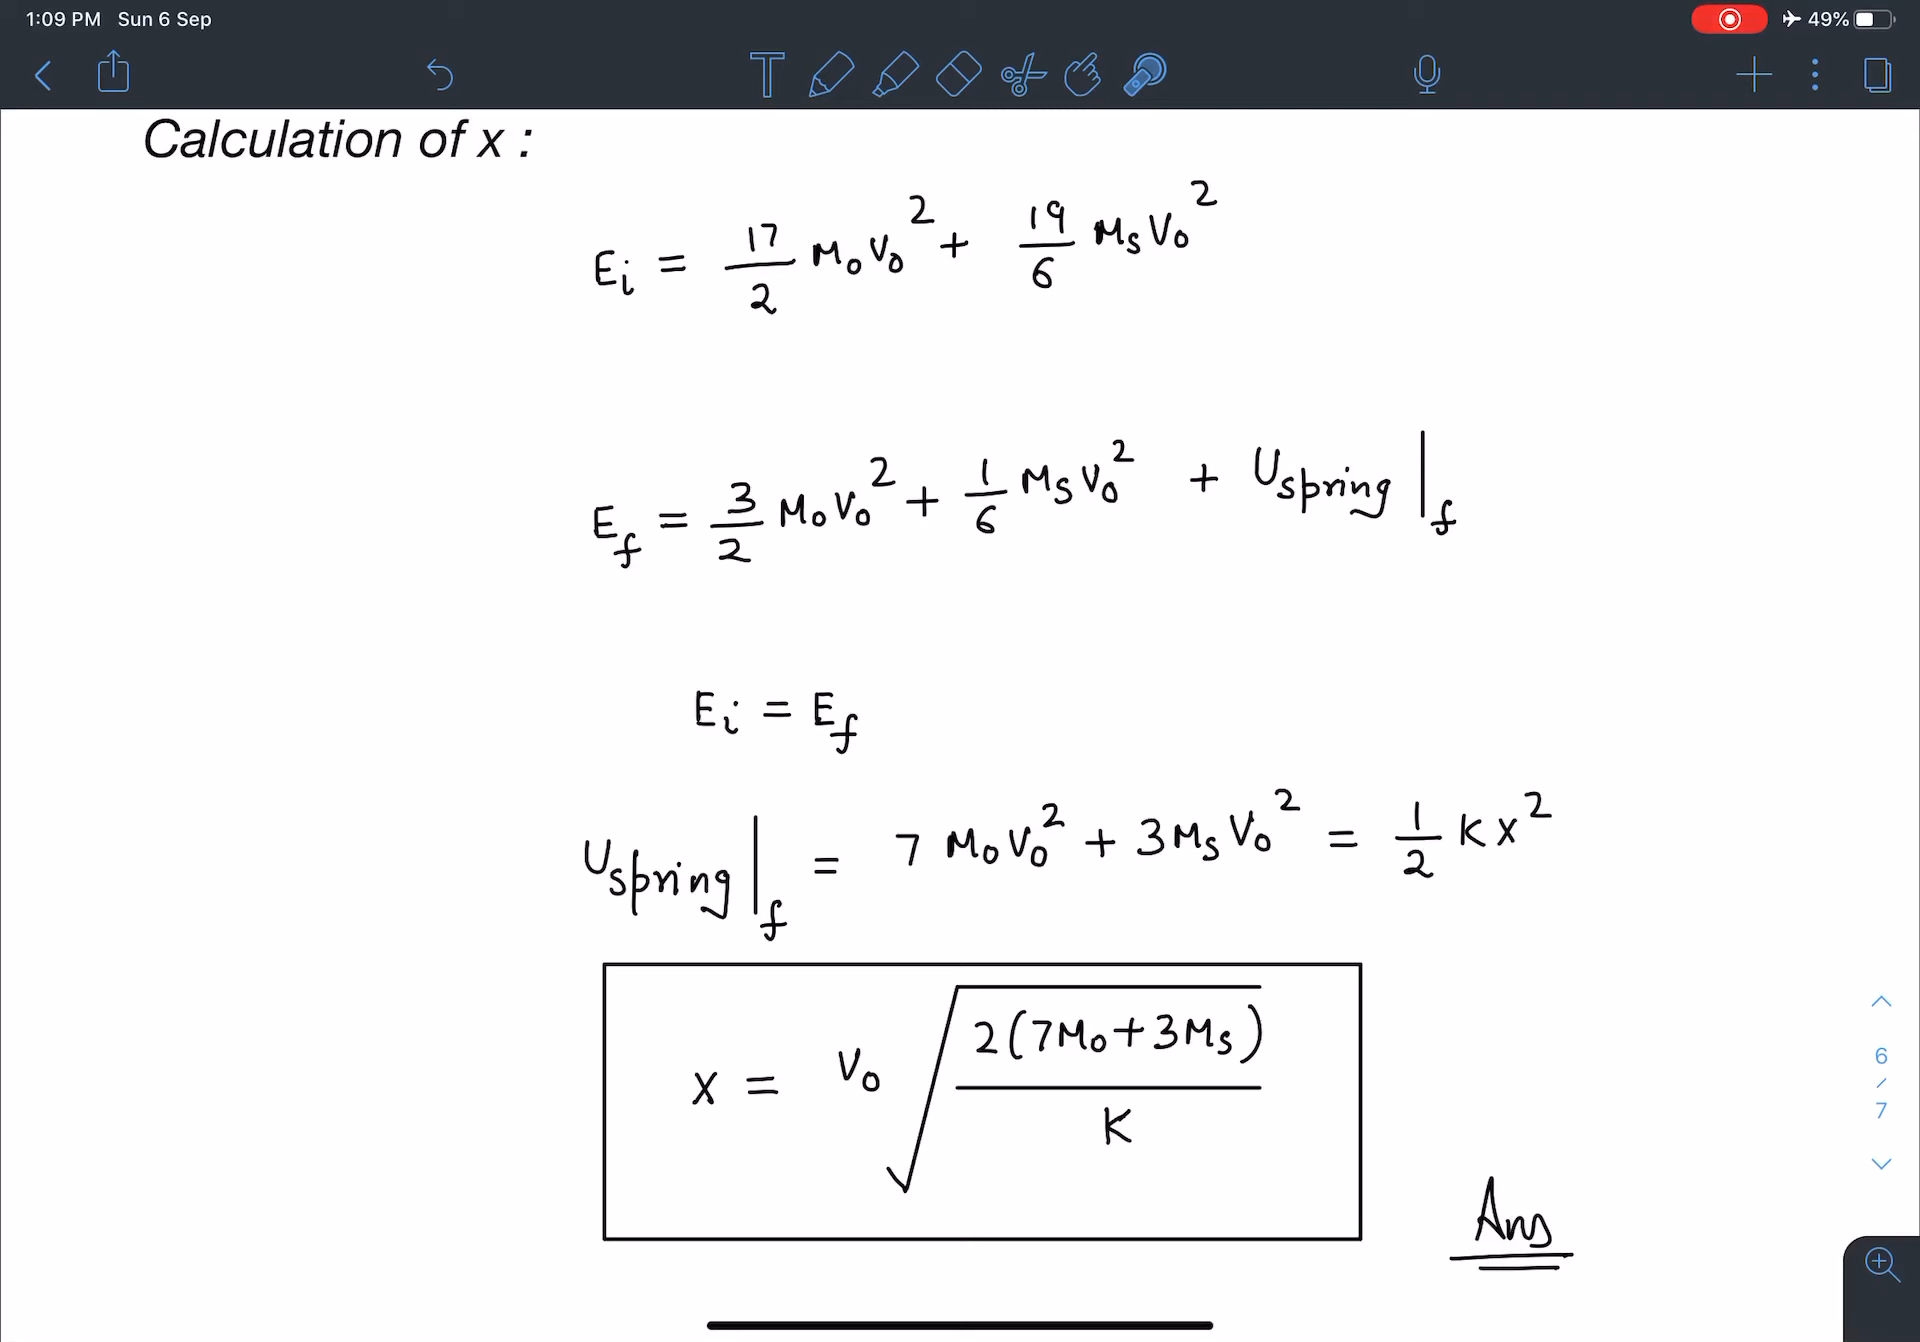 1:09 PM Sun 6 Sep 49%
Calculation of x :
Eᵢ = 17/2 M₀V₀² + 19/6 MₛV₀²
E_f = 3/2 M₀V₀² + 1/6 MₛV₀² + U_spring |_f
Eᵢ = E_f
U_spring |_f = 7 M₀V₀² + 3MₛV₀² = 1/2 K x²
x = V₀ √(2(7M₀+3Mₛ)/K)
Ans
6
/
7